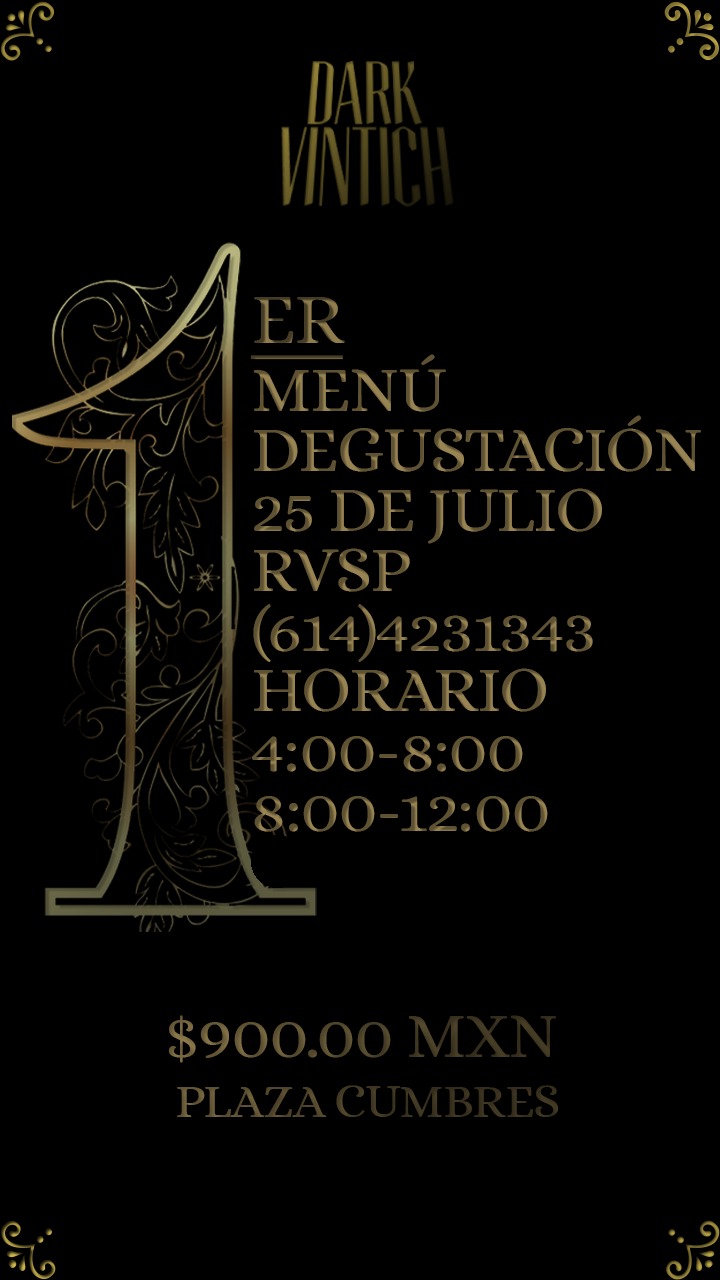 DARK
VINTICH
1ER
MENÚ
DEGUSTACIÓN
25 DE JULIO
RVSP
(614)4231343
HORARIO
4:00-8:00
8:00-12:00
$900.00 MXN
PLAZA CUMBRES